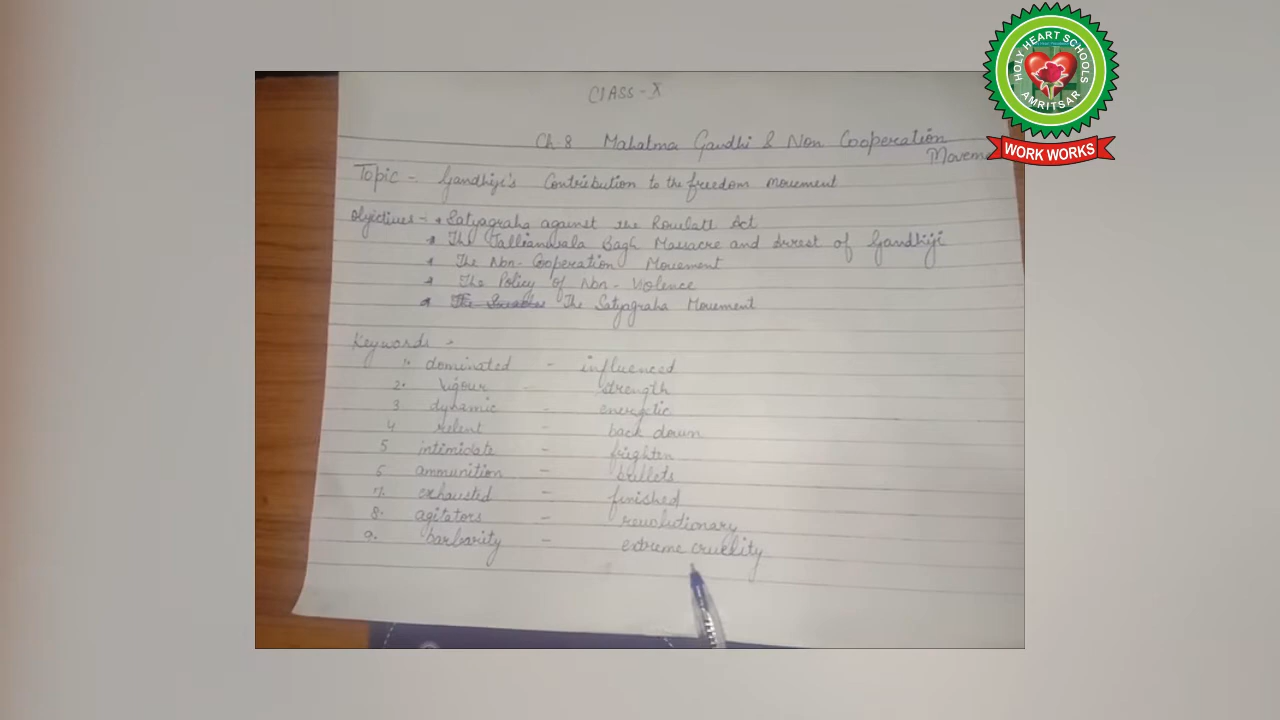 HOLY HEART SCHOOLS
AMRITSAR
WORK WORKS
CLASS - X
Ch 8 Mahatma Gandhi & Non Cooperation
Movem
Topic - Gandhiji's Contribution to the freedom movement
Objectives - Satyagraha against the Rowlatt Act
The Jallianwala Bagh Massacre and Arrest of Gandhiji
The Non-Cooperation Movement
The Policy of Non-Violence
The Satyagraha Movement
Keywords -
1. dominated - influenced
2. Vigour - strength
3 dynamic - energetic
4 relent - back down
5 intimidate - frighten
6 ammunition - bullets
7. exhausted - finished
8. agitators - revolutionary
9. barbarity - extreme cruelity